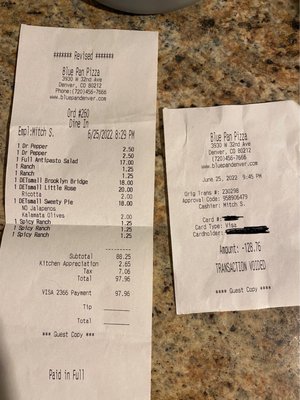 ####### Revised #######
Blue Pan Pizza
3930 W 32nd Ave
Denver, CO 80212
Phone:(720)456-7666
www.bluepandenver.com
Ord #260
Dine In
Empl:Mitch S. 6/25/2022 8:29 PM
1 Dr Pepper 2.50
1 Dr Pepper 2.50
1 Full Antipasto Salad 17.00
1 Ranch 1.25
1 Ranch 1.25
1 DETsmall Brooklyn Bridge 18.00
1 DETsmall Little Rose 20.00
Ricotta 2.00
1 DETsmall Sweety Pie 18.00
NO Jalapenos
Kalamata Olives 2.00
1 Spicy Ranch 1.25
1 Spicy Ranch 1.25
1 Spicy Ranch 1.25
Subtotal 88.25
Kitchen Appreciation 2.65
Tax 7.06
Total 97.96
VISA 2366 Payment 97.96
Tip
Total
*** Guest Copy ***
Paid in Full
Blue Pan Pizza
3930 W 32nd Ave
Denver, CO
(720)456-7666
www.bluepandenver.com
June 25, 2022 9:45 PM
Orig Trans #: 230298
Approval Code: 958906479
Cashier: Mitch S.
Card #:
Card Type: Visa
Cardholder:
Amount: -128.76
TRANSACTION VOIDED
**** Guest Copy ****